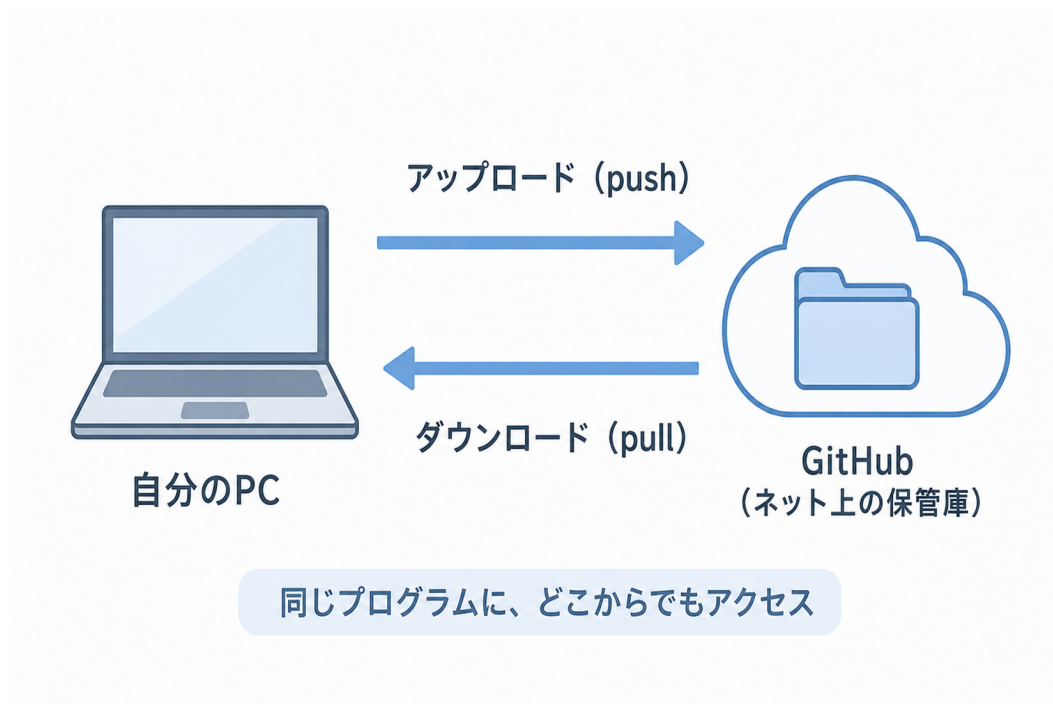 アップロード（push）
ダウンロード（pull）
自分のPC
GitHub
（ネット上の保管庫）
同じプログラムに、どこからでもアクセス